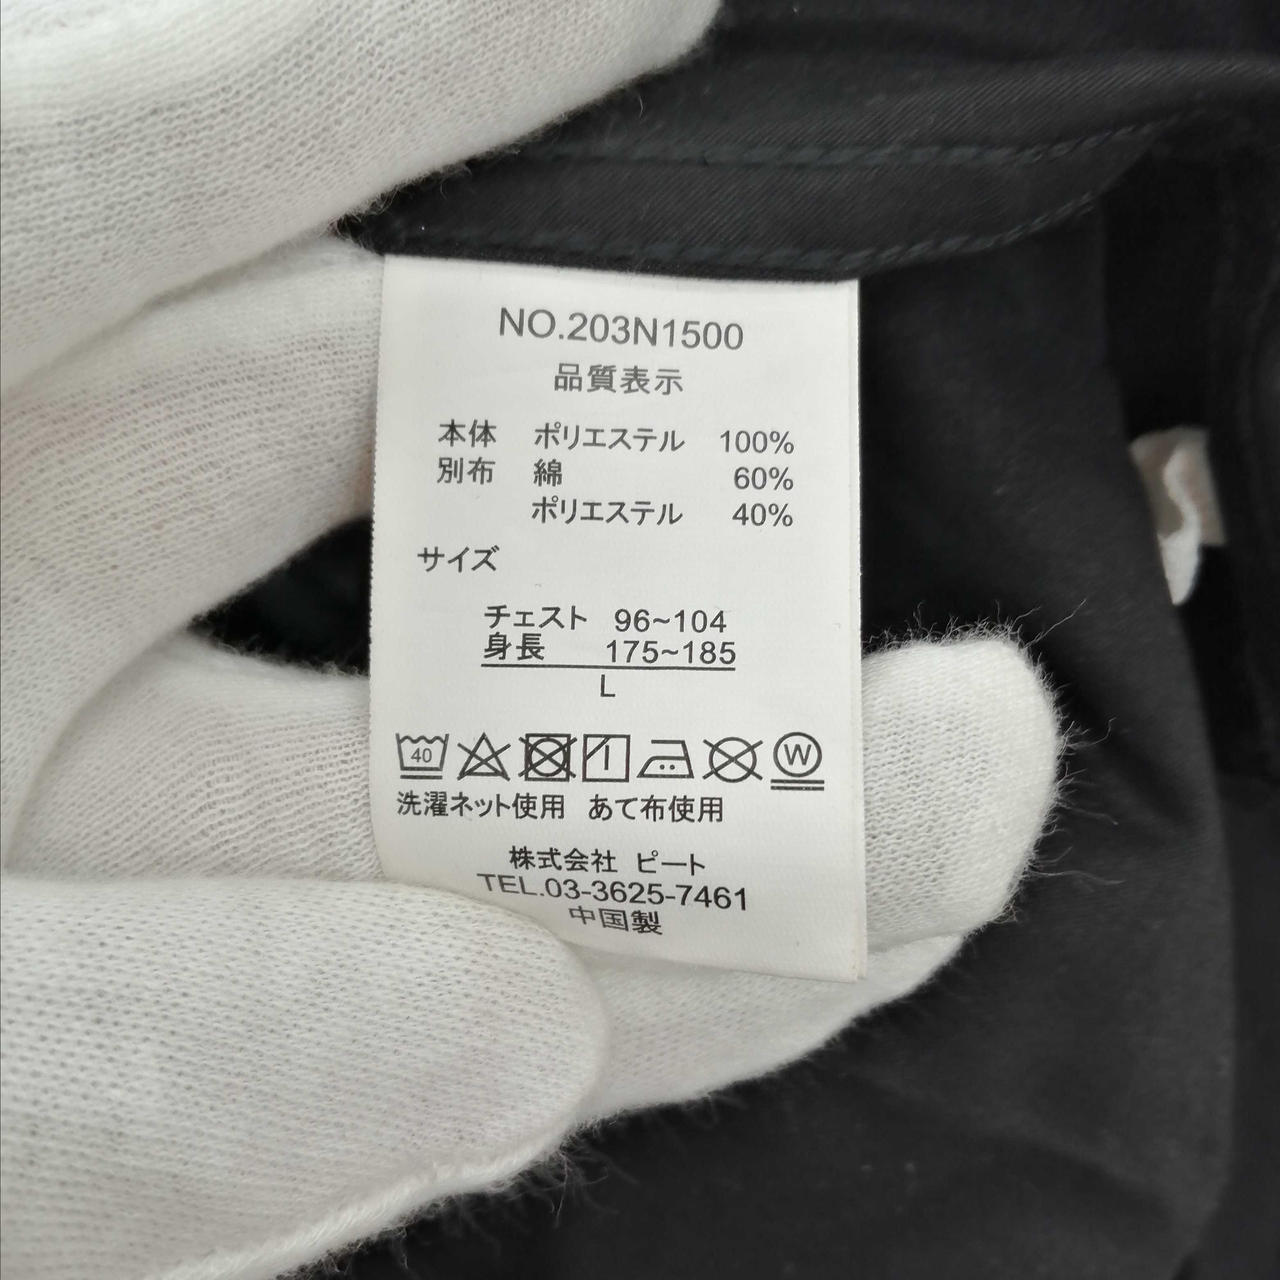 NO.203N1500
品質表示
本体 ポリエステル 100%
別布 綿 60%
ポリエステル 40%
サイズ
チェスト 96~104
身長 175~185
L
40 W
洗濯ネット使用 あて布使用
株式会社 ピート
TEL.03-3625-7461
中国製